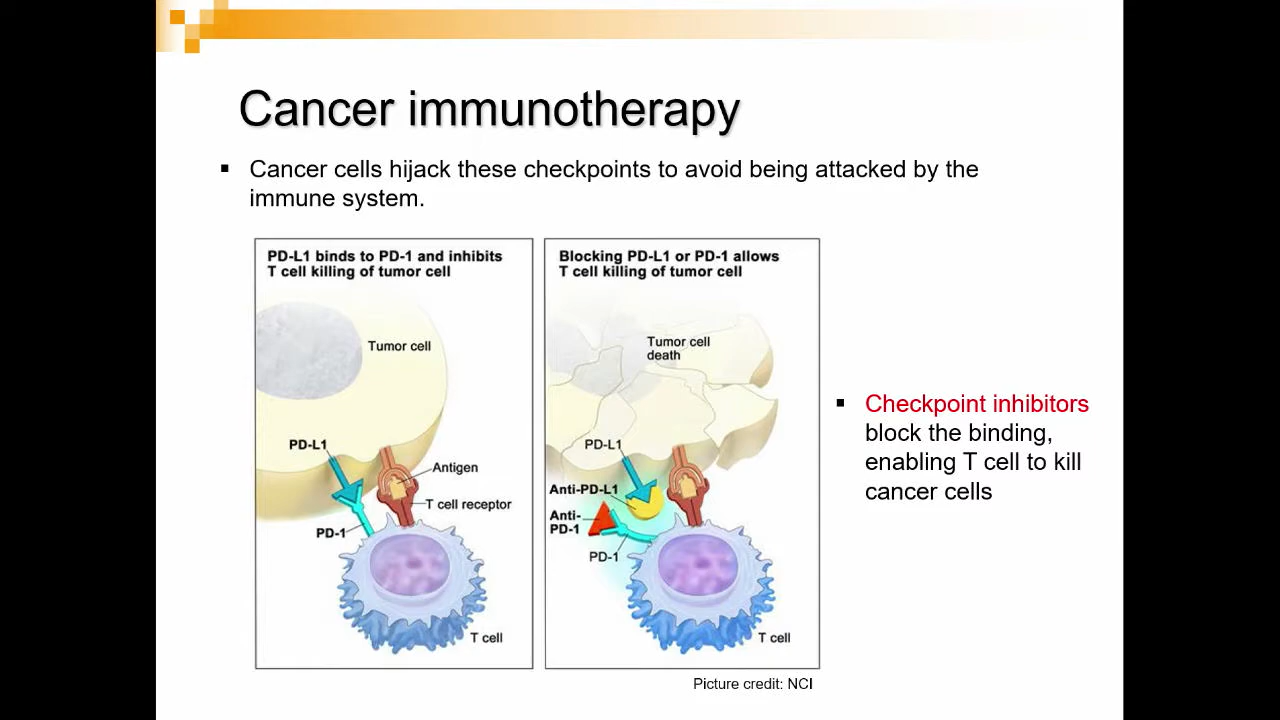 Cancer immunotherapy
▪ Cancer cells hijack these checkpoints to avoid being attacked by the
immune system.
PD-L1 binds to PD-1 and inhibits
T cell killing of tumor cell
Tumor cell
PD-L1
Antigen
T cell receptor
PD-1
T cell
Blocking PD-L1 or PD-1 allows
T cell killing of tumor cell
Tumor cell
death
PD-L1
Anti-PD-L1
Anti-
PD-1
PD-1
T cell
▪ Checkpoint inhibitors
block the binding,
enabling T cell to kill
cancer cells
Picture credit: NCI